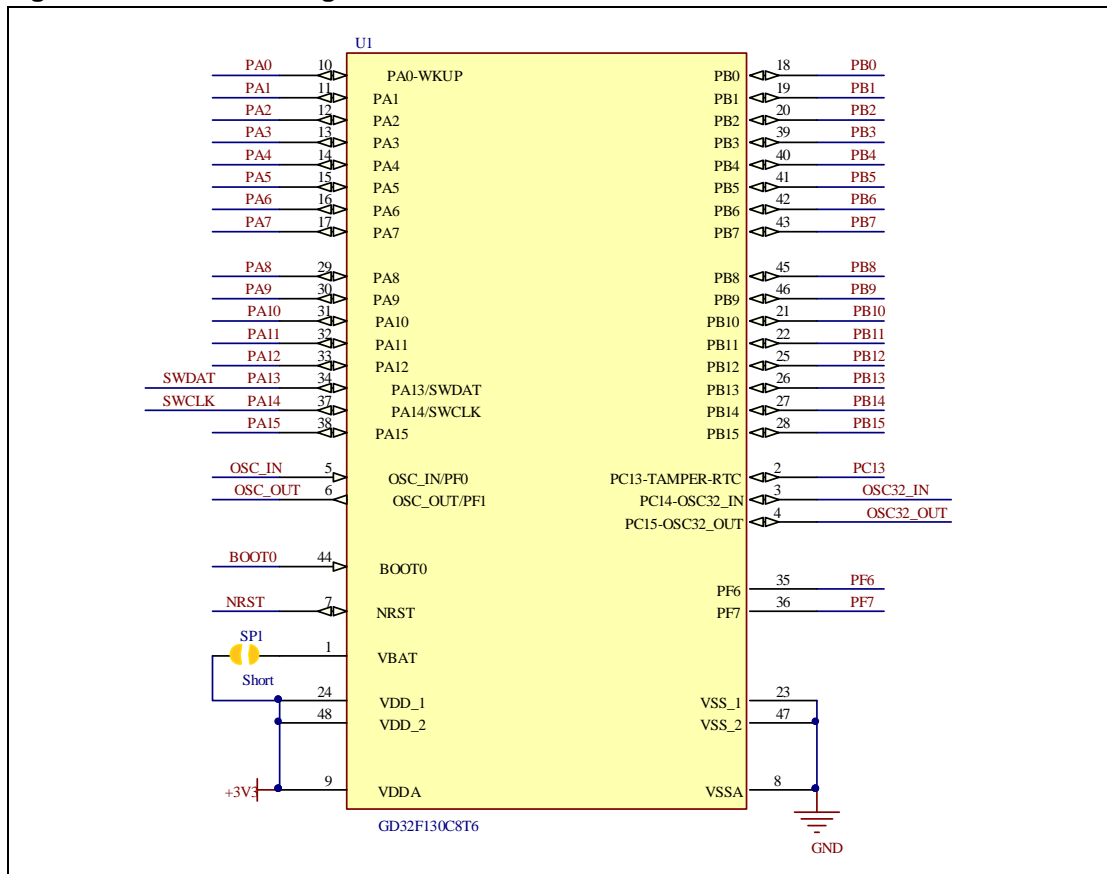 U1
PA0 10 PA0-WKUP PB0 18 PB0
PA1 11 PA1 PB1 19 PB1
PA2 12 PA2 PB2 20 PB2
PA3 13 PA3 PB3 39 PB3
PA4 14 PA4 PB4 40 PB4
PA5 15 PA5 PB5 41 PB5
PA6 16 PA6 PB6 42 PB6
PA7 17 PA7 PB7 43 PB7
PA8 29 PA8 PB8 45 PB8
PA9 30 PA9 PB9 46 PB9
PA10 31 PA10 PB10 21 PB10
PA11 32 PA11 PB11 22 PB11
PA12 33 PA12 PB12 25 PB12
SWDAT PA13 34 PA13/SWDAT PB13 26 PB13
SWCLK PA14 37 PA14/SWCLK PB14 27 PB14
PA15 38 PA15 PB15 28 PB15
OSC_IN 5 OSC_IN/PF0 PC13-TAMPER-RTC 2 PC13
OSC_OUT 6 OSC_OUT/PF1 PC14-OSC32_IN 3 OSC32_IN
PC15-OSC32_OUT 4 OSC32_OUT
BOOT0 44 BOOT0
PF6 35 PF6
NRST 7 NRST PF7 36 PF7
SP1
1 VBAT
Short
24 VDD_1 VSS_1 23
48 VDD_2 VSS_2 47
+3V3 9 VDDA VSSA 8
GD32F130C8T6
GND